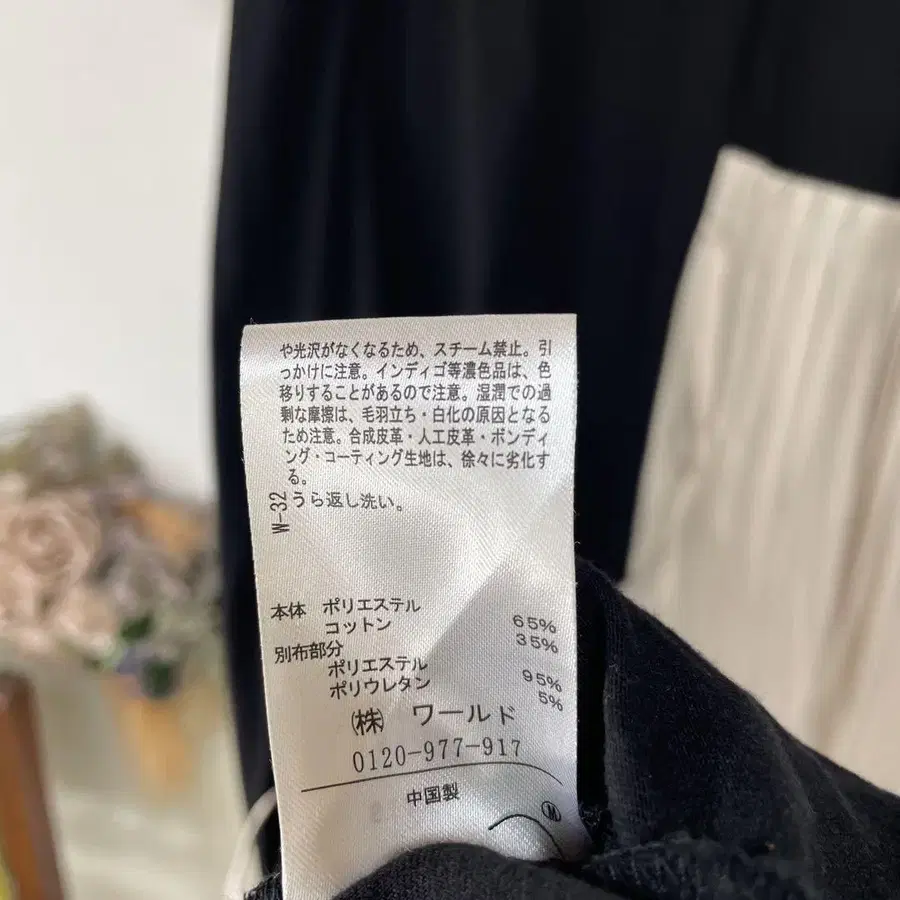 や光沢がなくなるため、スチーム禁止。引
っかけに注意。インディゴ等濃色品は、色
移りすることがあるので注意。湿潤での過
剰な摩擦は、毛羽立ち・白化の原因となる
ため注意。合成皮革・人工皮革・ボンディ
ング・コーティング生地は、徐々に劣化す
る。
W-32
うら返し洗い。
本体 ポリエステル 65%
コットン 35%
別布部分
ポリエステル 95%
ポリウレタン 5%
㈱ ワールド
0120-977-917
中国製
M